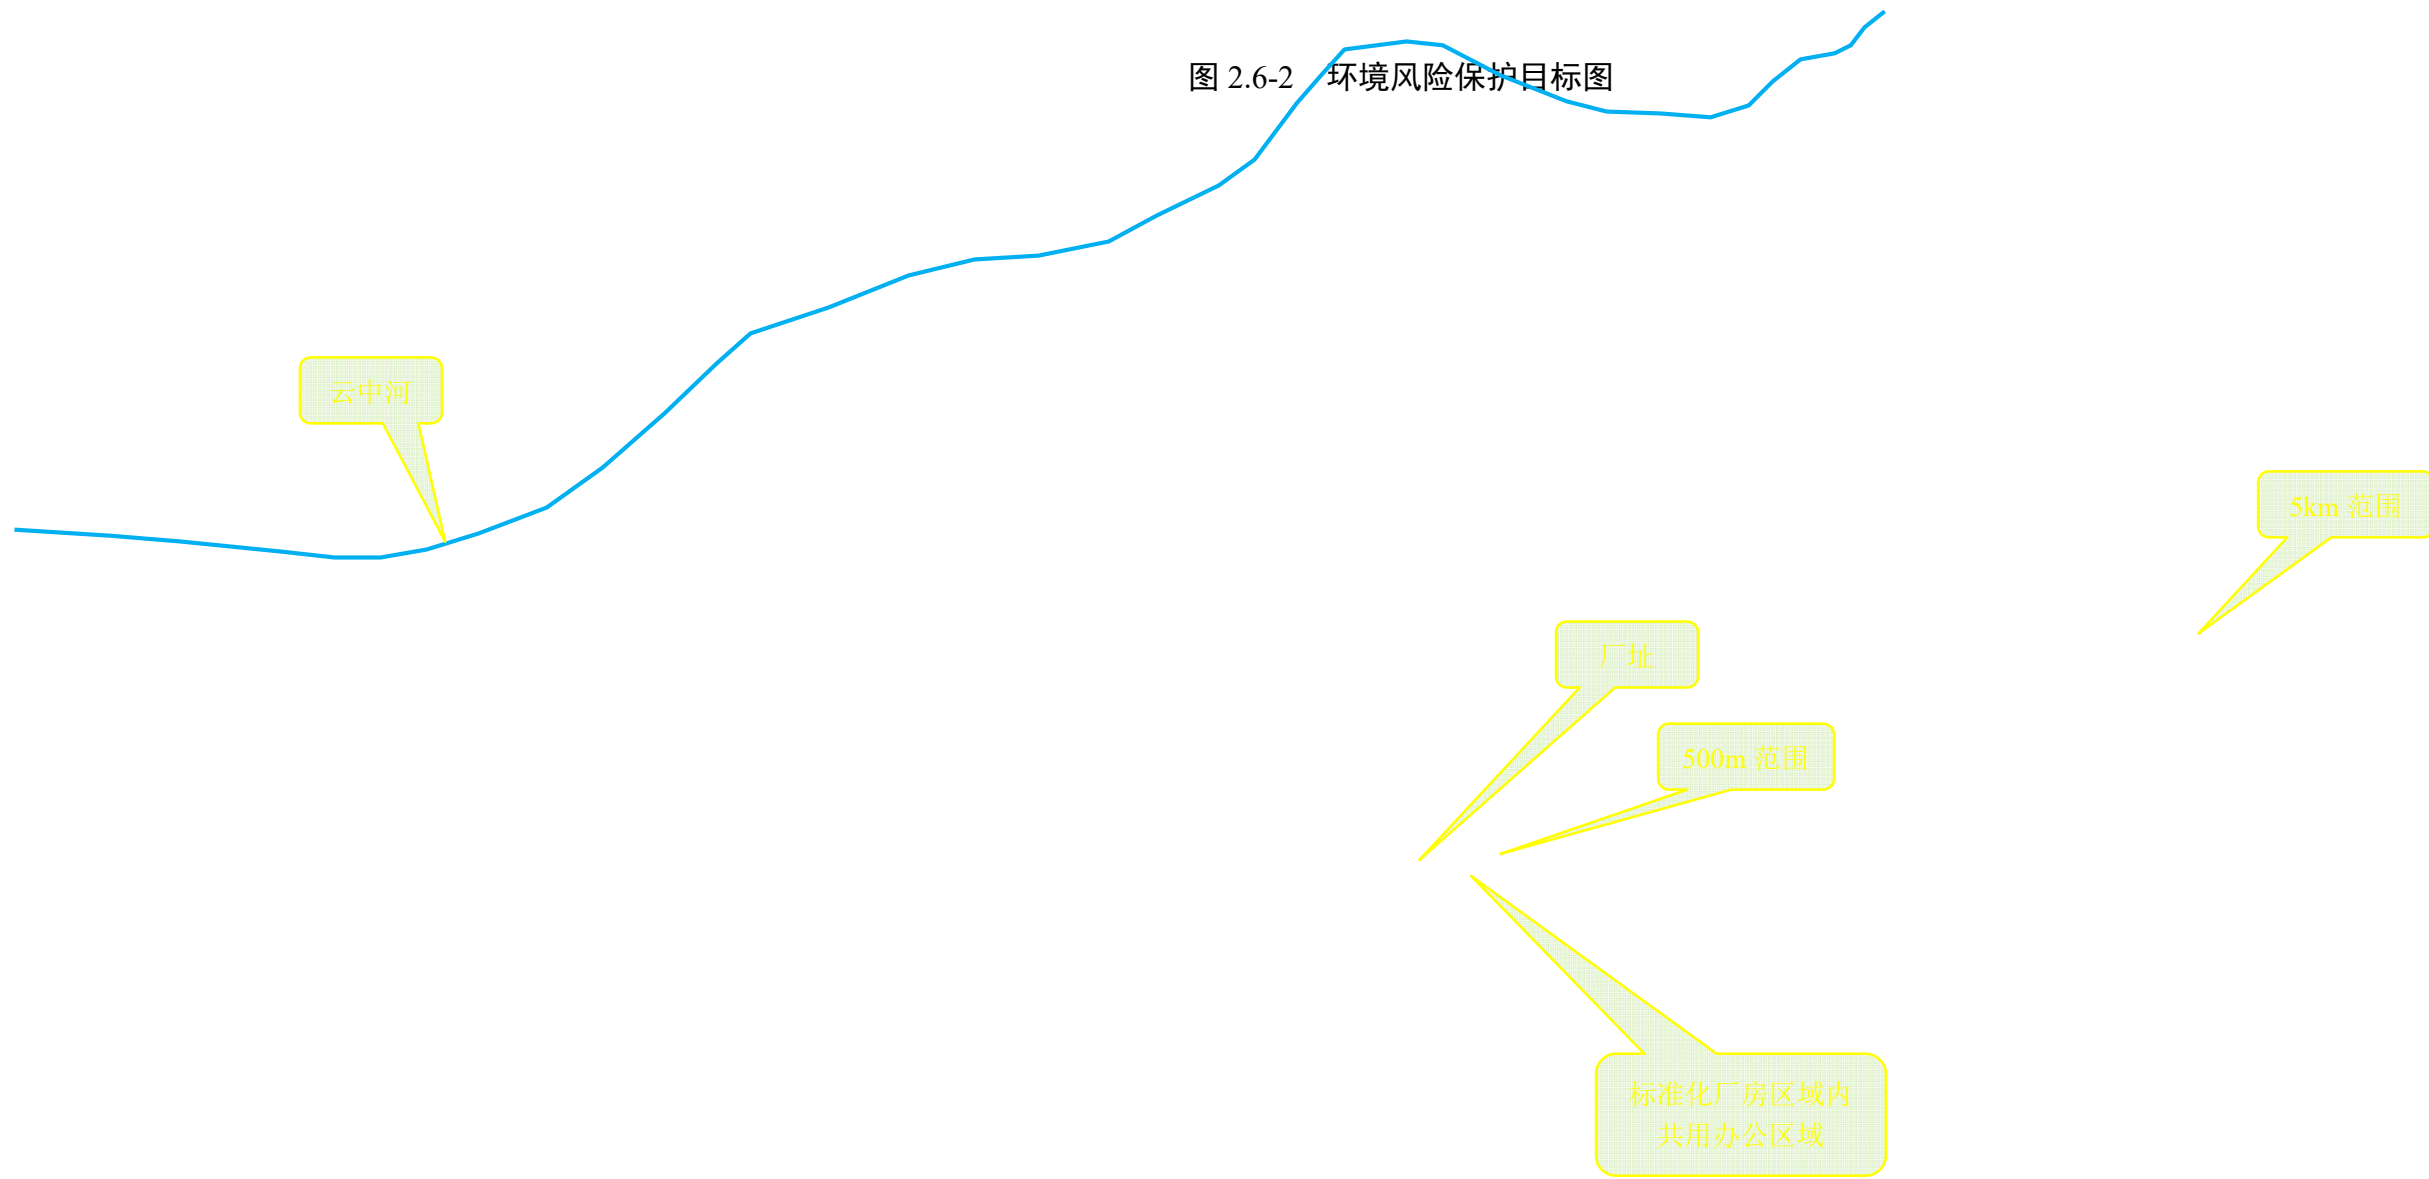 图 2.6-2 环境风险保护目标图
云中河
5km 范围
厂址
500m 范围
标准化厂房区域内
共用办公区域